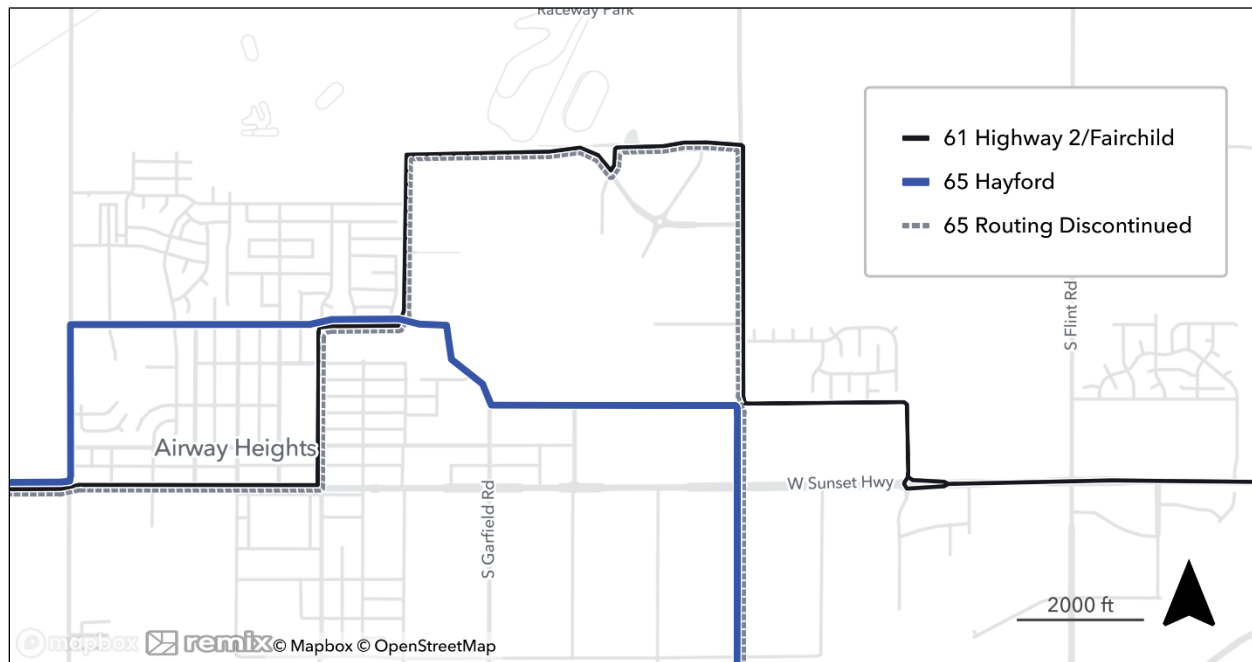 Raceway Park
61 Highway 2/Fairchild
65 Hayford
65 Routing Discontinued
S Flint Rd
Airway Heights
W Sunset Hwy
S Garfield Rd
2000 ft
mapbox remix © Mapbox © OpenStreetMap